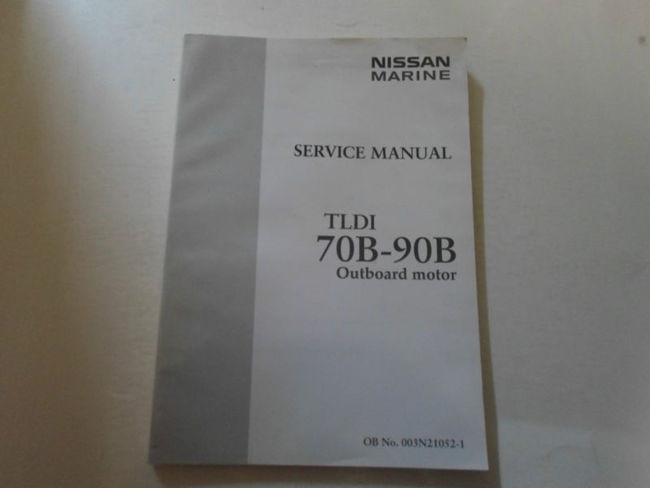 NISSAN
MARINE
SERVICE MANUAL
TLDI
70B-90B
Outboard motor
OB No. 003N21052-1